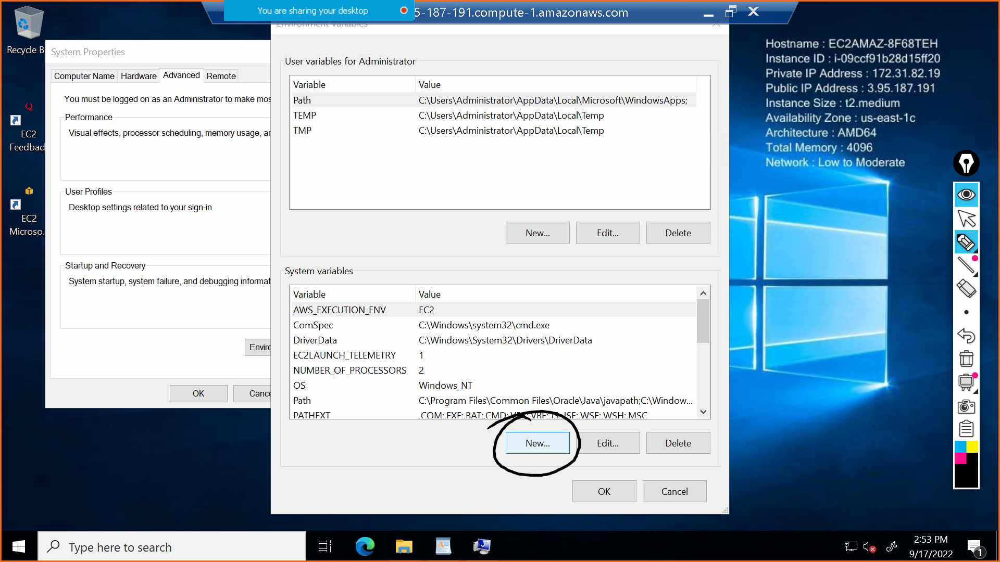 You are sharing your desktop
5-187-191.compute-1.amazonaws.com
Environment Variables
Recycle Bi
System Properties
Computer Name
Hardware
Advanced
Remote
You must be logged on as an Administrator to make mos
Performance
Visual effects, processor scheduling, memory usage, ar
User Profiles
Desktop settings related to your sign-in
Startup and Recovery
System startup, system failure, and debugging informat
Enviro
OK
Cance
EC2
Feedbac
EC2
Microso.
User variables for Administrator
Variable Value
Path C:\Users\Administrator\AppData\Local\Microsoft\WindowsApps;
TEMP C:\Users\Administrator\AppData\Local\Temp
TMP C:\Users\Administrator\AppData\Local\Temp
New... Edit... Delete
System variables
Variable Value
AWS_EXECUTION_ENV EC2
ComSpec C:\Windows\system32\cmd.exe
DriverData C:\Windows\System32\Drivers\DriverData
EC2LAUNCH_TELEMETRY 1
NUMBER_OF_PROCESSORS 2
OS Windows_NT
Path C:\Program Files\Common Files\Oracle\Java\javapath;C:\Window...
PATHEXT .COM;.EXE;.BAT;.CMD;.VBS;.VBE;.JS;.JSE;.WSF;.WSH;.MSC
New... Edit... Delete
OK Cancel
Hostname : EC2AMAZ-8F68TEH
Instance ID : i-09ccf91b28d15ff20
Private IP Address : 172.31.82.19
Public IP Address : 3.95.187.191
Instance Size : t2.medium
Availability Zone : us-east-1c
Architecture : AMD64
Total Memory : 4096
Network : Low to Moderate
Type here to search
2:53 PM
9/17/2022
1